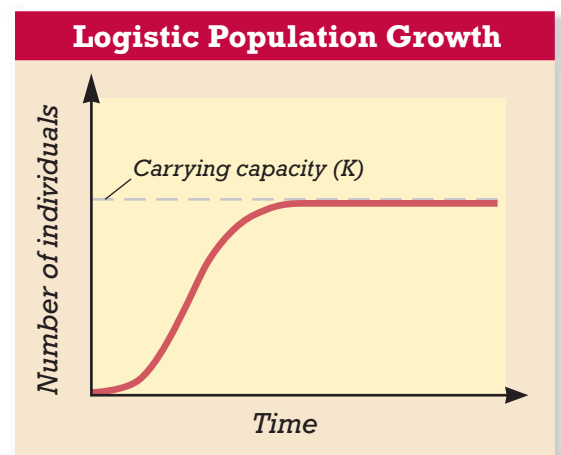 Logistic Population Growth
Number of individuals
Carrying capacity (K)
Time